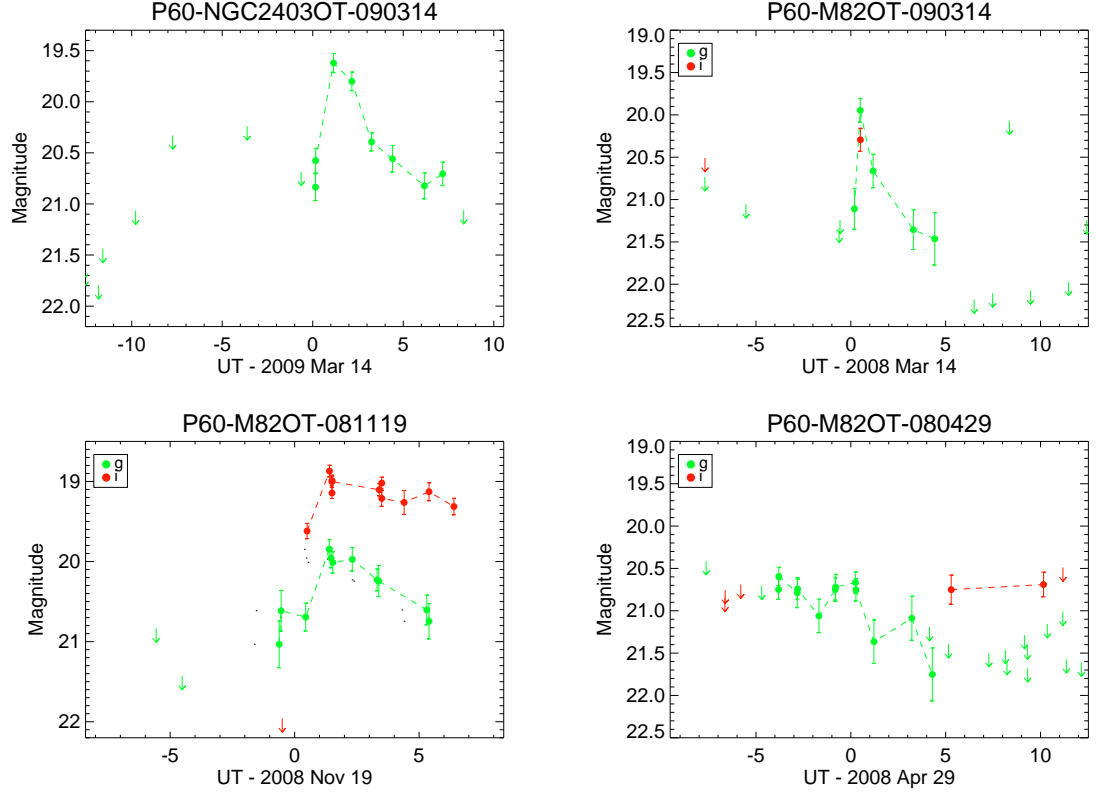 P60-NGC2403OT-090314
19.5
20.0
20.5
21.0
21.5
22.0
Magnitude
-10 -5 0 5 10
UT - 2009 Mar 14
P60-M82OT-090314
g
i
19.0
19.5
20.0
20.5
21.0
21.5
22.0
22.5
Magnitude
-5 0 5 10
UT - 2008 Mar 14
P60-M82OT-081119
g
i
19
20
21
22
Magnitude
-5 0 5
UT - 2008 Nov 19
P60-M82OT-080429
g
i
19.0
19.5
20.0
20.5
21.0
21.5
22.0
22.5
Magnitude
-5 0 5 10
UT - 2008 Apr 29